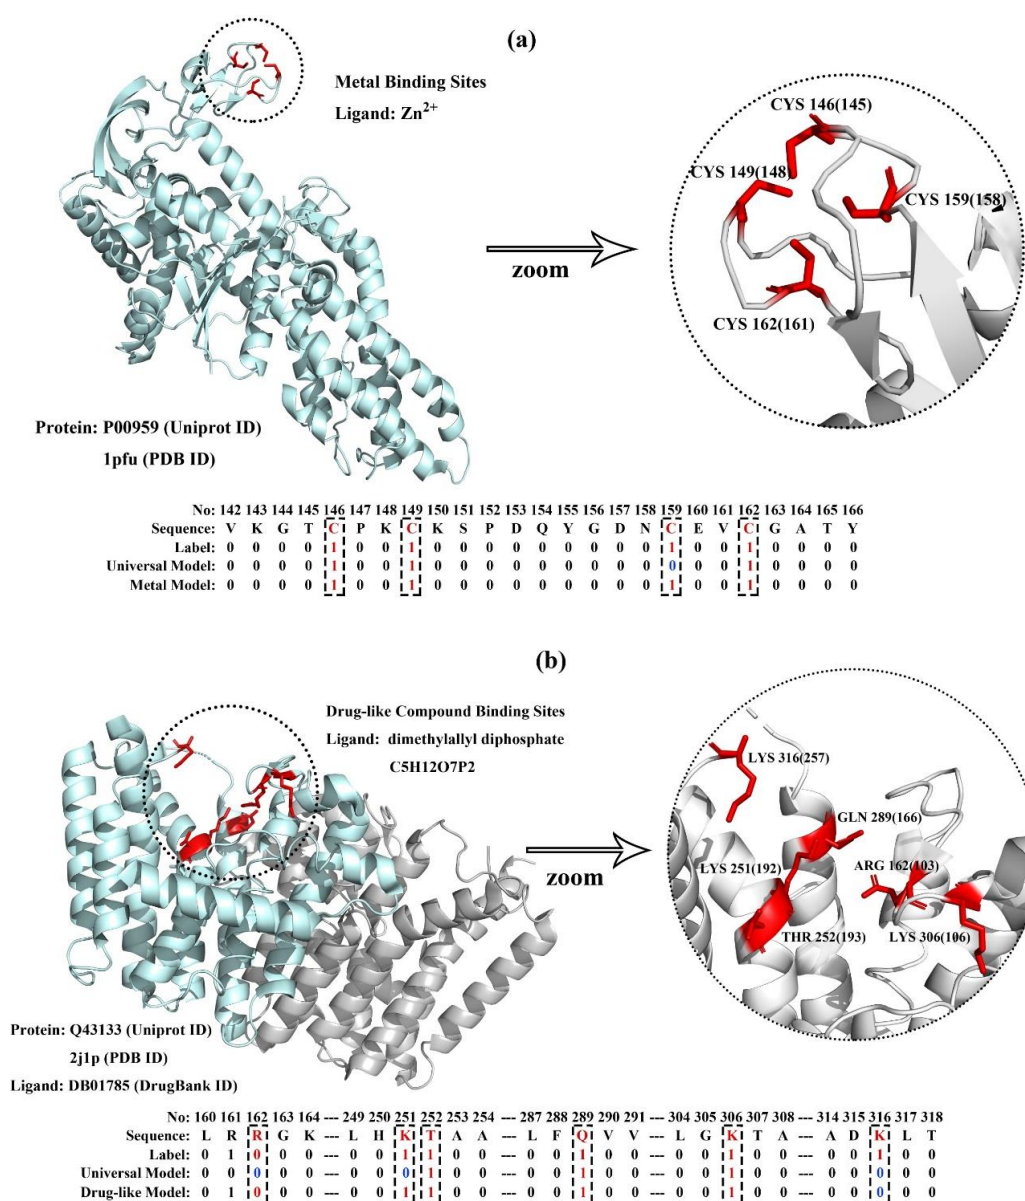 (a)
Metal Binding Sites
Ligand: Zn2+
CYS 146(145)
CYS 149(148)
CYS 159(158)
zoom
CYS 162(161)
Protein: P00959 (Uniprot ID)
1pfu (PDB ID)
No: 142 143 144 145 146 147 148 149 150 151 152 153 154 155 156 157 158 159 160 161 162 163 164 165 166
Sequence: V K G T C P K C K S P D Q Y G D N C E V C G A T Y
Label: 0 0 0 0 1 0 0 1 0 0 0 0 0 0 0 0 0 1 0 0 1 0 0 0 0
Universal Model: 0 0 0 0 1 0 0 1 0 0 0 0 0 0 0 0 0 0 0 0 1 0 0 0 0
Metal Model: 0 0 0 0 1 0 0 1 0 0 0 0 0 0 0 0 0 1 0 0 1 0 0 0 0
(b)
Drug-like Compound Binding Sites
Ligand: dimethylallyl diphosphate
C5H12O7P2
LYS 316(257)
GLN 289(166)
LYS 251(192)
ARG 162(103)
zoom
THR 252(193)
LYS 306(106)
Protein: Q43133 (Uniprot ID)
2j1p (PDB ID)
Ligand: DB01785 (DrugBank ID)
No: 160 161 162 163 164 --- 249 250 251 252 253 254 --- 287 288 289 290 291 --- 304 305 306 307 308 --- 314 315 316 317 318
Sequence: L R R G K --- L H K T A A --- L F Q V V --- L G K T A --- A D K L T
Label: 0 1 0 0 0 --- 0 0 1 1 0 0 --- 0 0 1 0 0 --- 0 0 1 0 0 --- 0 0 1 0 0
Universal Model: 0 0 0 0 0 --- 0 0 0 1 0 0 --- 0 0 1 0 0 --- 0 0 1 0 0 --- 0 0 0 0 0
Drug-like Model: 0 1 0 0 0 --- 0 0 1 1 0 0 --- 0 0 1 0 0 --- 0 0 1 0 0 --- 0 0 0 0 0